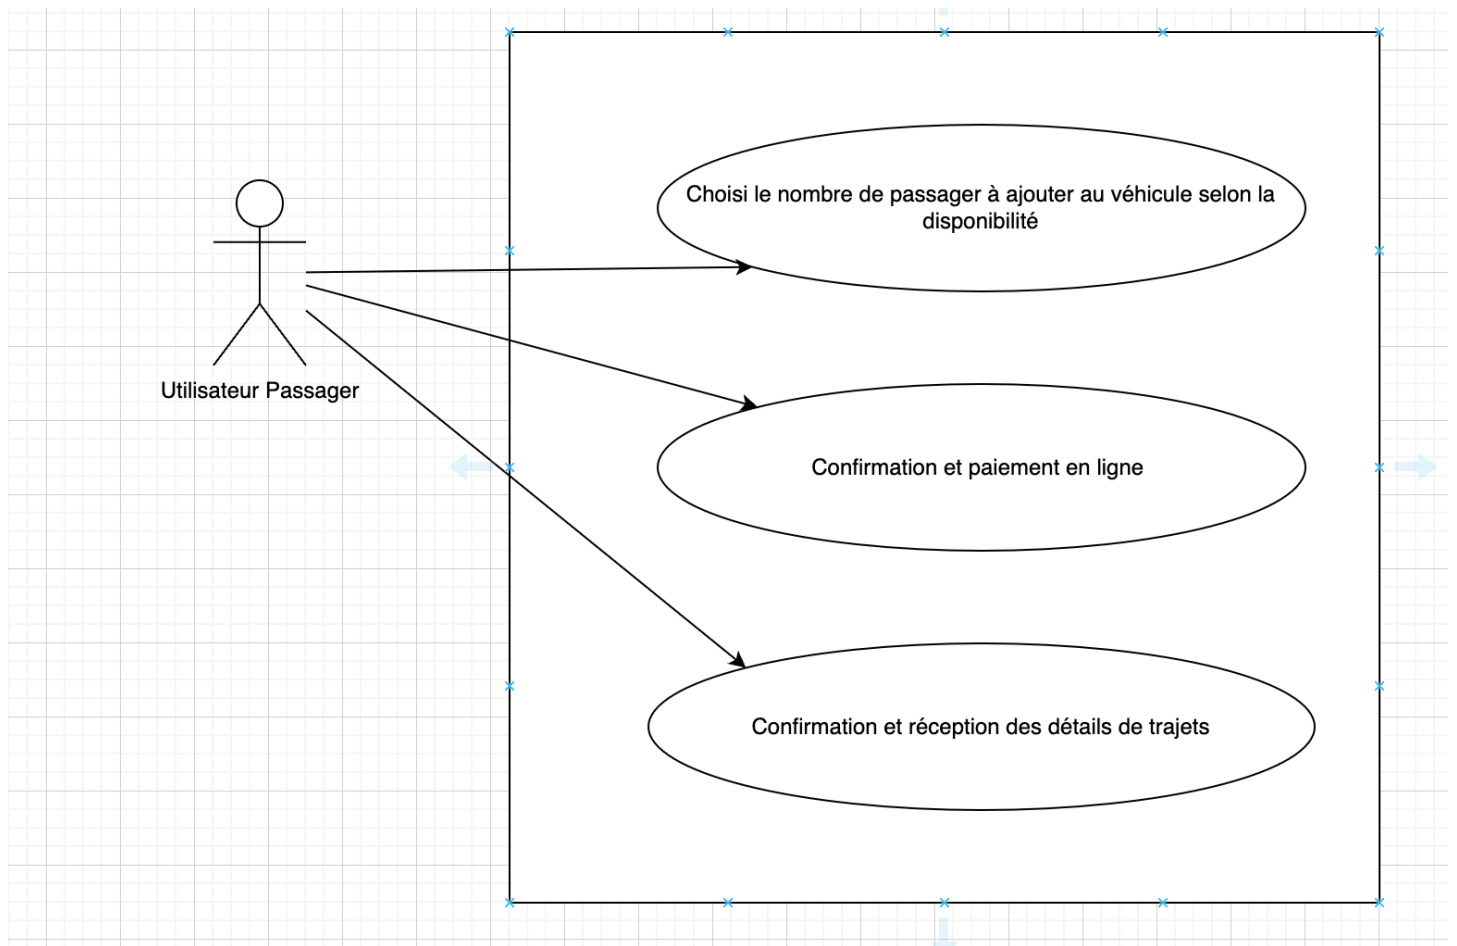 Choisi le nombre de passager à ajouter au véhicule selon la
disponibilité
Utilisateur Passager
Confirmation et paiement en ligne
Confirmation et réception des détails de trajets